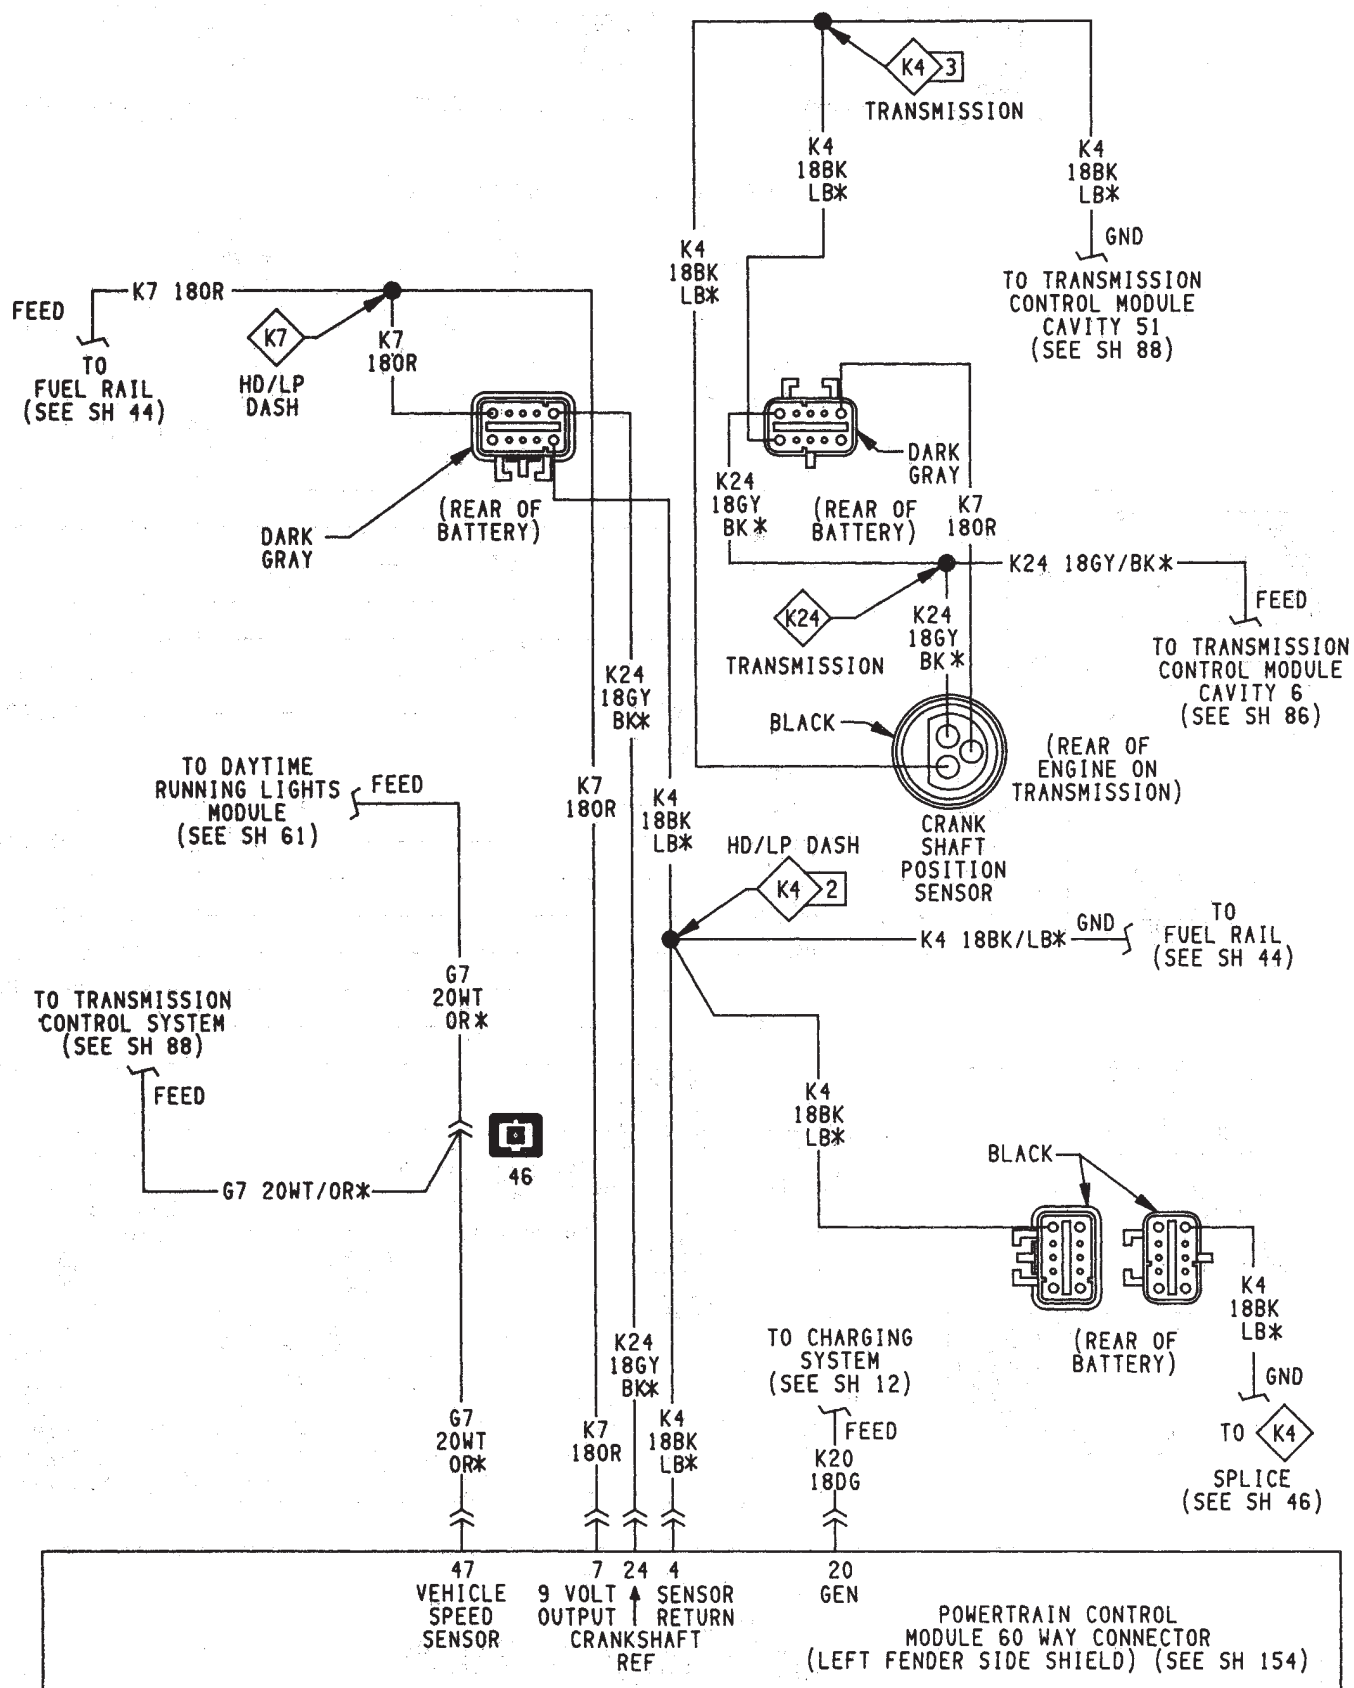 K4 3
TRANSMISSION
K4
18BK
LB*
K4
18BK
LB*
GND
TO TRANSMISSION
CONTROL MODULE
CAVITY 51
(SEE SH 88)
K4
18BK
LB*
K7 18OR
FEED
TO
FUEL RAIL
(SEE SH 44)
K7
HD/LP
DASH
K7
18OR
DARK
GRAY
(REAR OF
BATTERY)
DARK
GRAY
K24
18GY
BK*
(REAR OF
BATTERY)
K7
18OR
K24 18GY/BK*
FEED
TO TRANSMISSION
CONTROL MODULE
CAVITY 6
(SEE SH 86)
K24
TRANSMISSION
K24
18GY
BK*
K24
18GY
BK*
BLACK
(REAR OF
ENGINE ON
TRANSMISSION)
CRANK
SHAFT
POSITION
SENSOR
TO DAYTIME
RUNNING LIGHTS
MODULE
(SEE SH 61)
FEED
K7
18OR
K4
18BK
LB*
HD/LP DASH
K4 2
K4 18BK/LB*
GND
TO
FUEL RAIL
(SEE SH 44)
G7
20WT
OR*
TO TRANSMISSION
CONTROL SYSTEM
(SEE SH 88)
FEED
G7 20WT/OR*
46
K4
18BK
LB*
BLACK
(REAR OF
BATTERY)
K4
18BK
LB*
GND
TO K4
SPLICE
(SEE SH 46)
TO CHARGING
SYSTEM
(SEE SH 12)
FEED
K20
18DG
K24
18GY
BK*
G7
20WT
OR*
K7
18OR
K4
18BK
LB*
47 7 24 4 20
VEHICLE
SPEED
SENSOR
9 VOLT
OUTPUT
CRANKSHAFT
REF
SENSOR
RETURN
GEN
POWERTRAIN CONTROL
MODULE 60 WAY CONNECTOR
(LEFT FENDER SIDE SHIELD) (SEE SH 154)